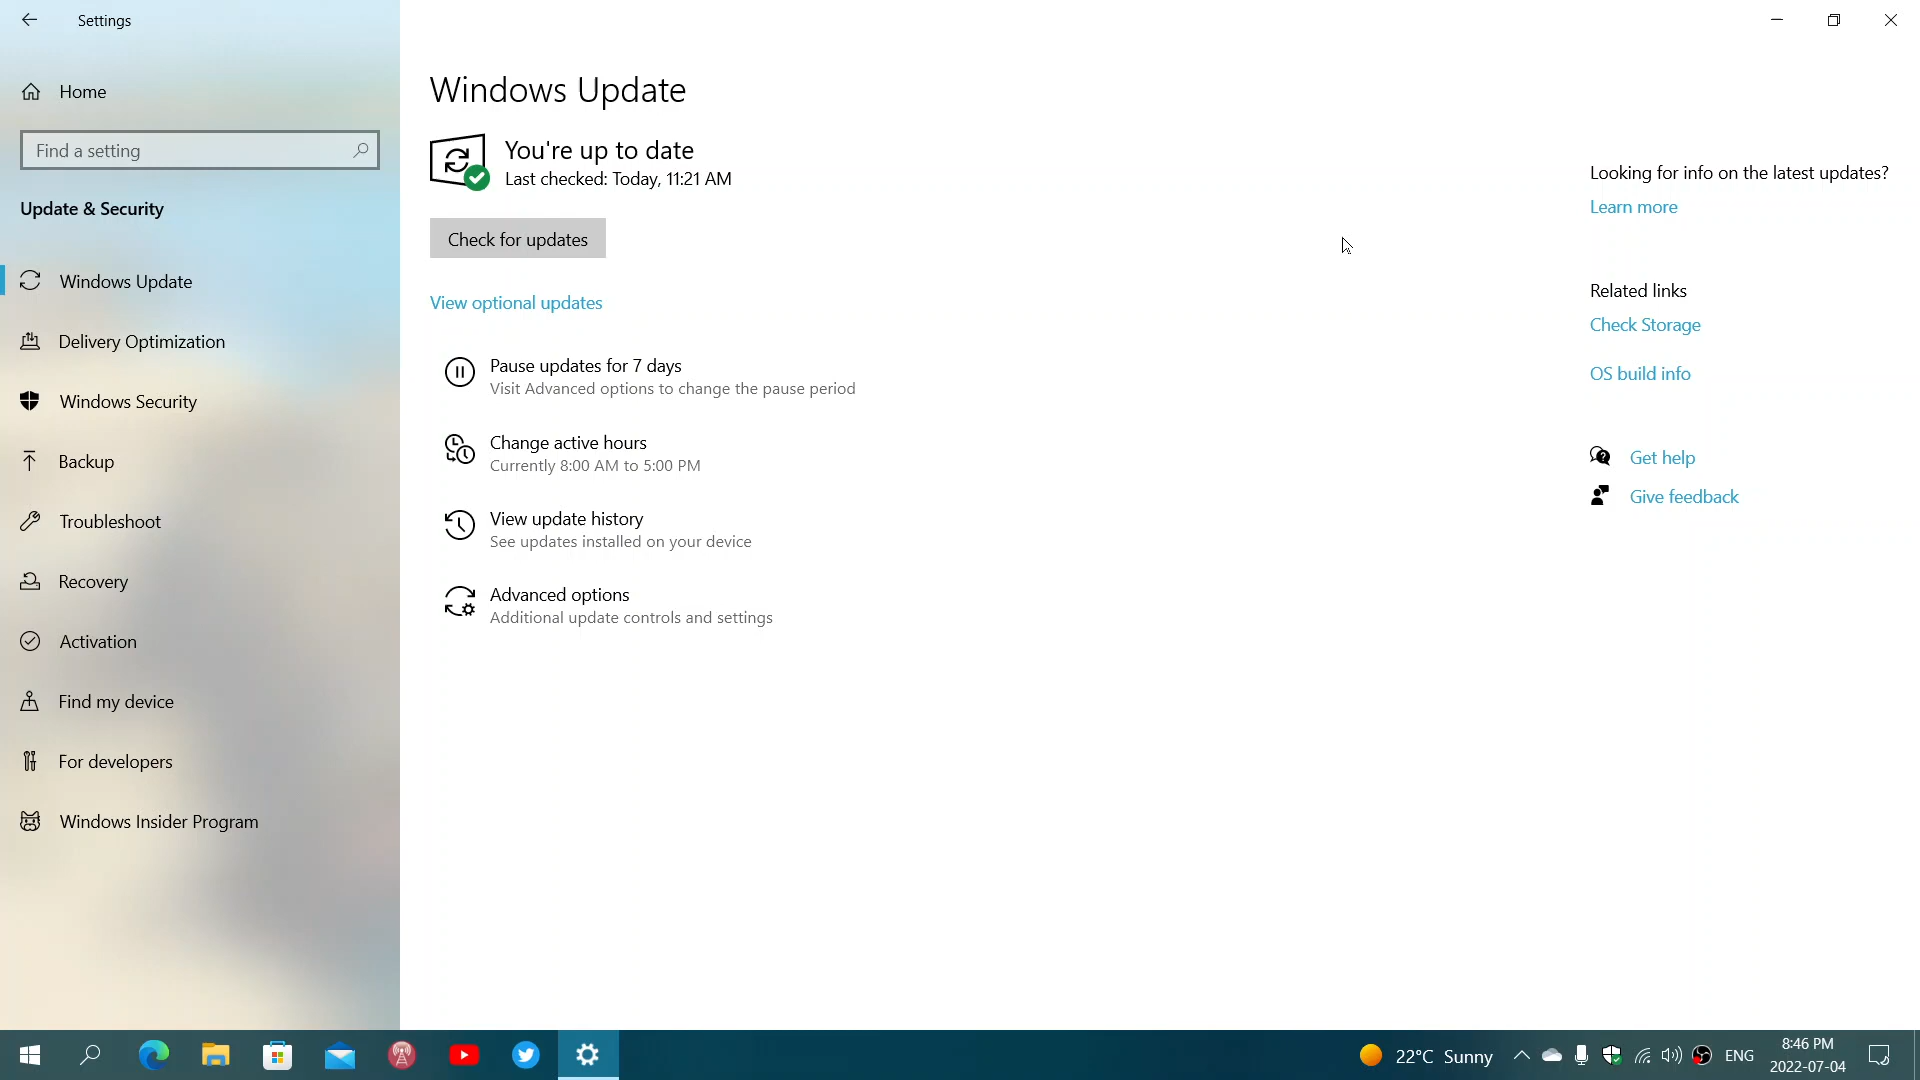 Settings
Home
Find a setting
Update & Security
Windows Update
Delivery Optimization
Windows Security
Backup
Troubleshoot
Recovery
Activation
Find my device
For developers
Windows Insider Program
Windows Update
You're up to date
Last checked: Today, 11:21 AM
Check for updates
View optional updates
Pause updates for 7 days
Visit Advanced options to change the pause period
Change active hours
Currently 8:00 AM to 5:00 PM
View update history
See updates installed on your device
Advanced options
Additional update controls and settings
Looking for info on the latest updates?
Learn more
Related links
Check Storage
OS build info
Get help
Give feedback
22°C Sunny
ENG
8:46 PM
2022-07-04